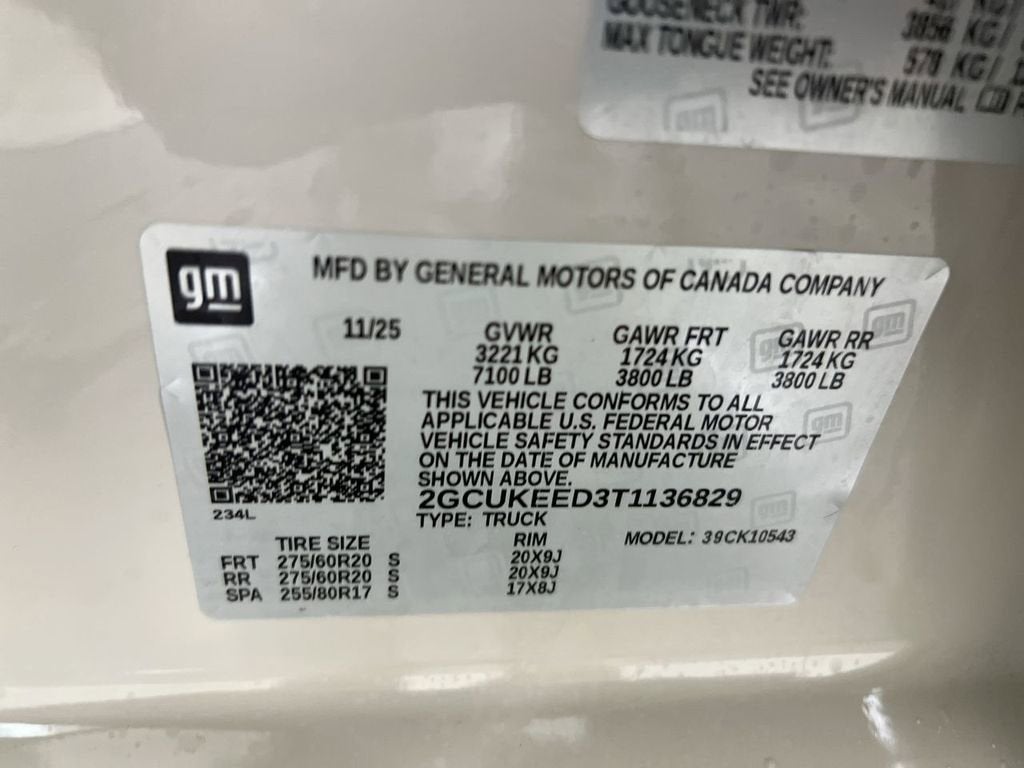 GOOSENECK TWR:
3856 KG/
MAX TONGUE WEIGHT:
578 KG/
SEE OWNER'S MANUAL
gm
MFD BY GENERAL MOTORS OF CANADA COMPANY
11/25 GVWR GAWR FRT GAWR RR
3221 KG 1724 KG 1724 KG
7100 LB 3800 LB 3800 LB
THIS VEHICLE CONFORMS TO ALL
APPLICABLE U.S. FEDERAL MOTOR
VEHICLE SAFETY STANDARDS IN EFFECT
ON THE DATE OF MANUFACTURE
SHOWN ABOVE.
2GCUKEED3T1136829
234L
TYPE: TRUCK
TIRE SIZE RIM MODEL: 39CK10543
FRT 275/60R20 S 20X9J
RR 275/60R20 S 20X9J
SPA 255/80R17 S 17X8J